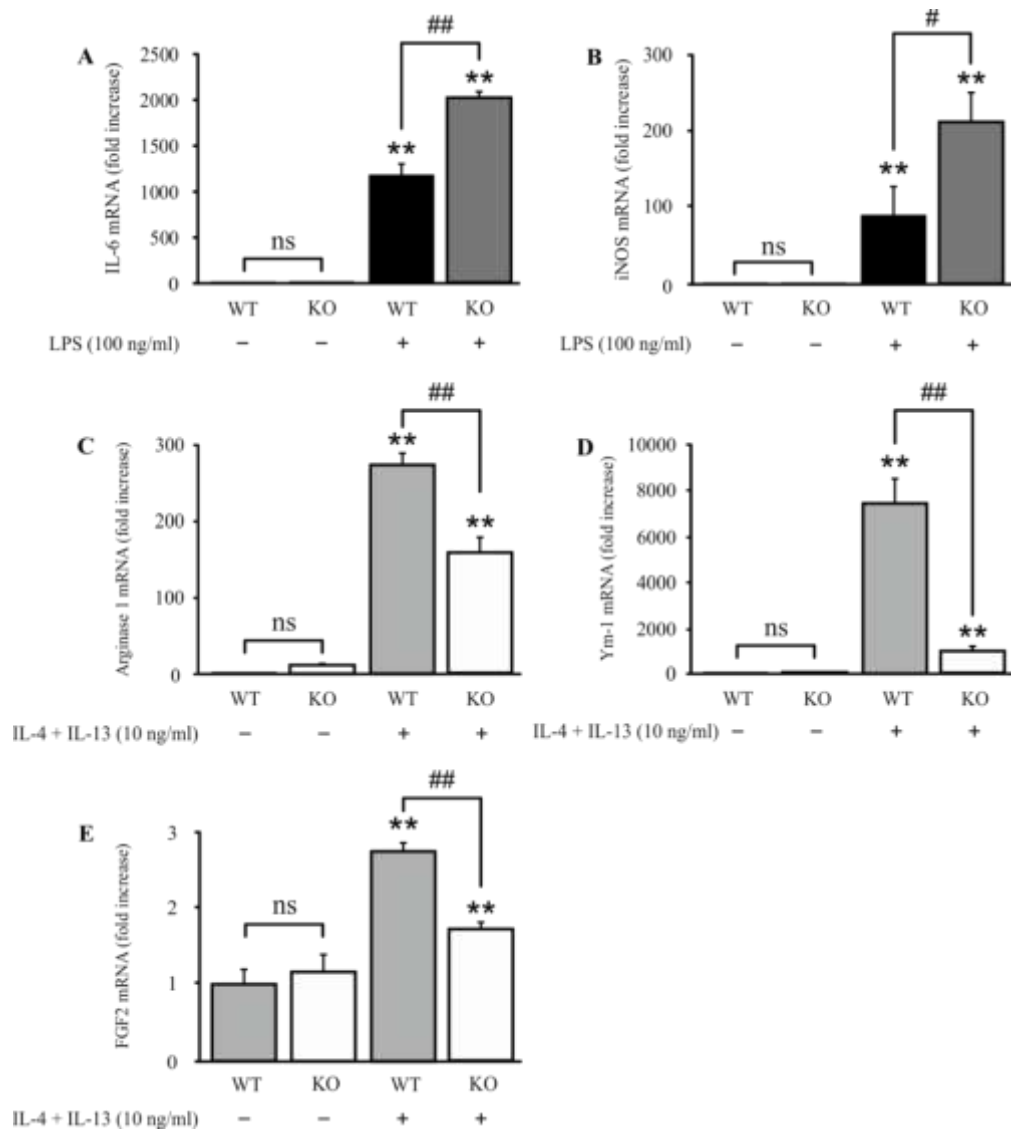 A
IL-6 mRNA (fold increase)
2500
2000
1500
1000
500
0
ns
**
**
##
WT KO WT KO
LPS (100 ng/ml) – – + +
B
iNOS mRNA (fold increase)
300
200
100
0
ns
**
**
#
WT KO WT KO
LPS (100 ng/ml) – – + +
C
Arginase 1 mRNA (fold increase)
300
200
100
0
ns
**
**
##
WT KO WT KO
IL-4 + IL-13 (10 ng/ml) – – + +
D
Ym-1 mRNA (fold increase)
10000
8000
6000
4000
2000
0
ns
**
**
##
WT KO WT KO
IL-4 + IL-13 (10 ng/ml) – – + +
E
FGF2 mRNA (fold increase)
3
2
1
0
ns
**
**
##
WT KO WT KO
IL-4 + IL-13 (10 ng/ml) – – + +